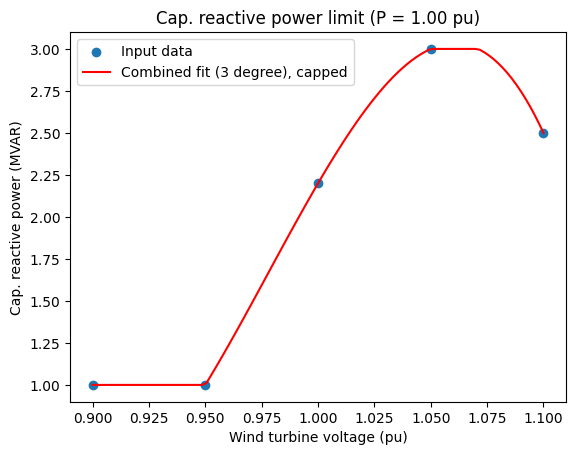 Cap. reactive power limit (P = 1.00 pu)
Input data
Combined fit (3 degree), capped
Cap. reactive power (MVAR)
3.00
2.75
2.50
2.25
2.00
1.75
1.50
1.25
1.00
0.900 0.925 0.950 0.975 1.000 1.025 1.050 1.075 1.100
Wind turbine voltage (pu)